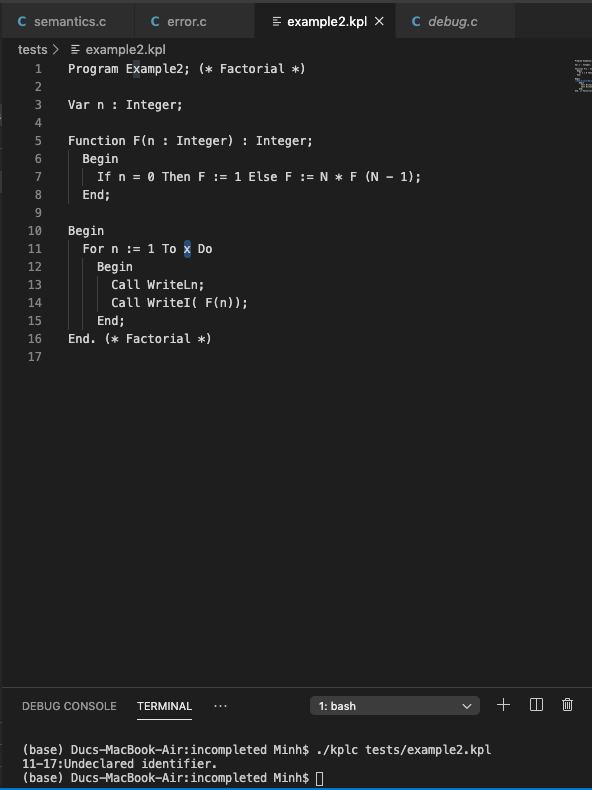 semantics.c
error.c
example2.kpl
debug.c
tests > example2.kpl
1 Program Example2; (* Factorial *)
2
3 Var n : Integer;
4
5 Function F(n : Integer) : Integer;
6 Begin
7 If n = 0 Then F := 1 Else F := N * F (N - 1);
8 End;
9
10 Begin
11 For n := 1 To x Do
12 Begin
13 Call WriteLn;
14 Call WriteI( F(n));
15 End;
16 End. (* Factorial *)
17
DEBUG CONSOLE TERMINAL ··· 1: bash
(base) Ducs-MacBook-Air:incompleted Minh$ ./kplc tests/example2.kpl
11-17:Undeclared identifier.
(base) Ducs-MacBook-Air:incompleted Minh$